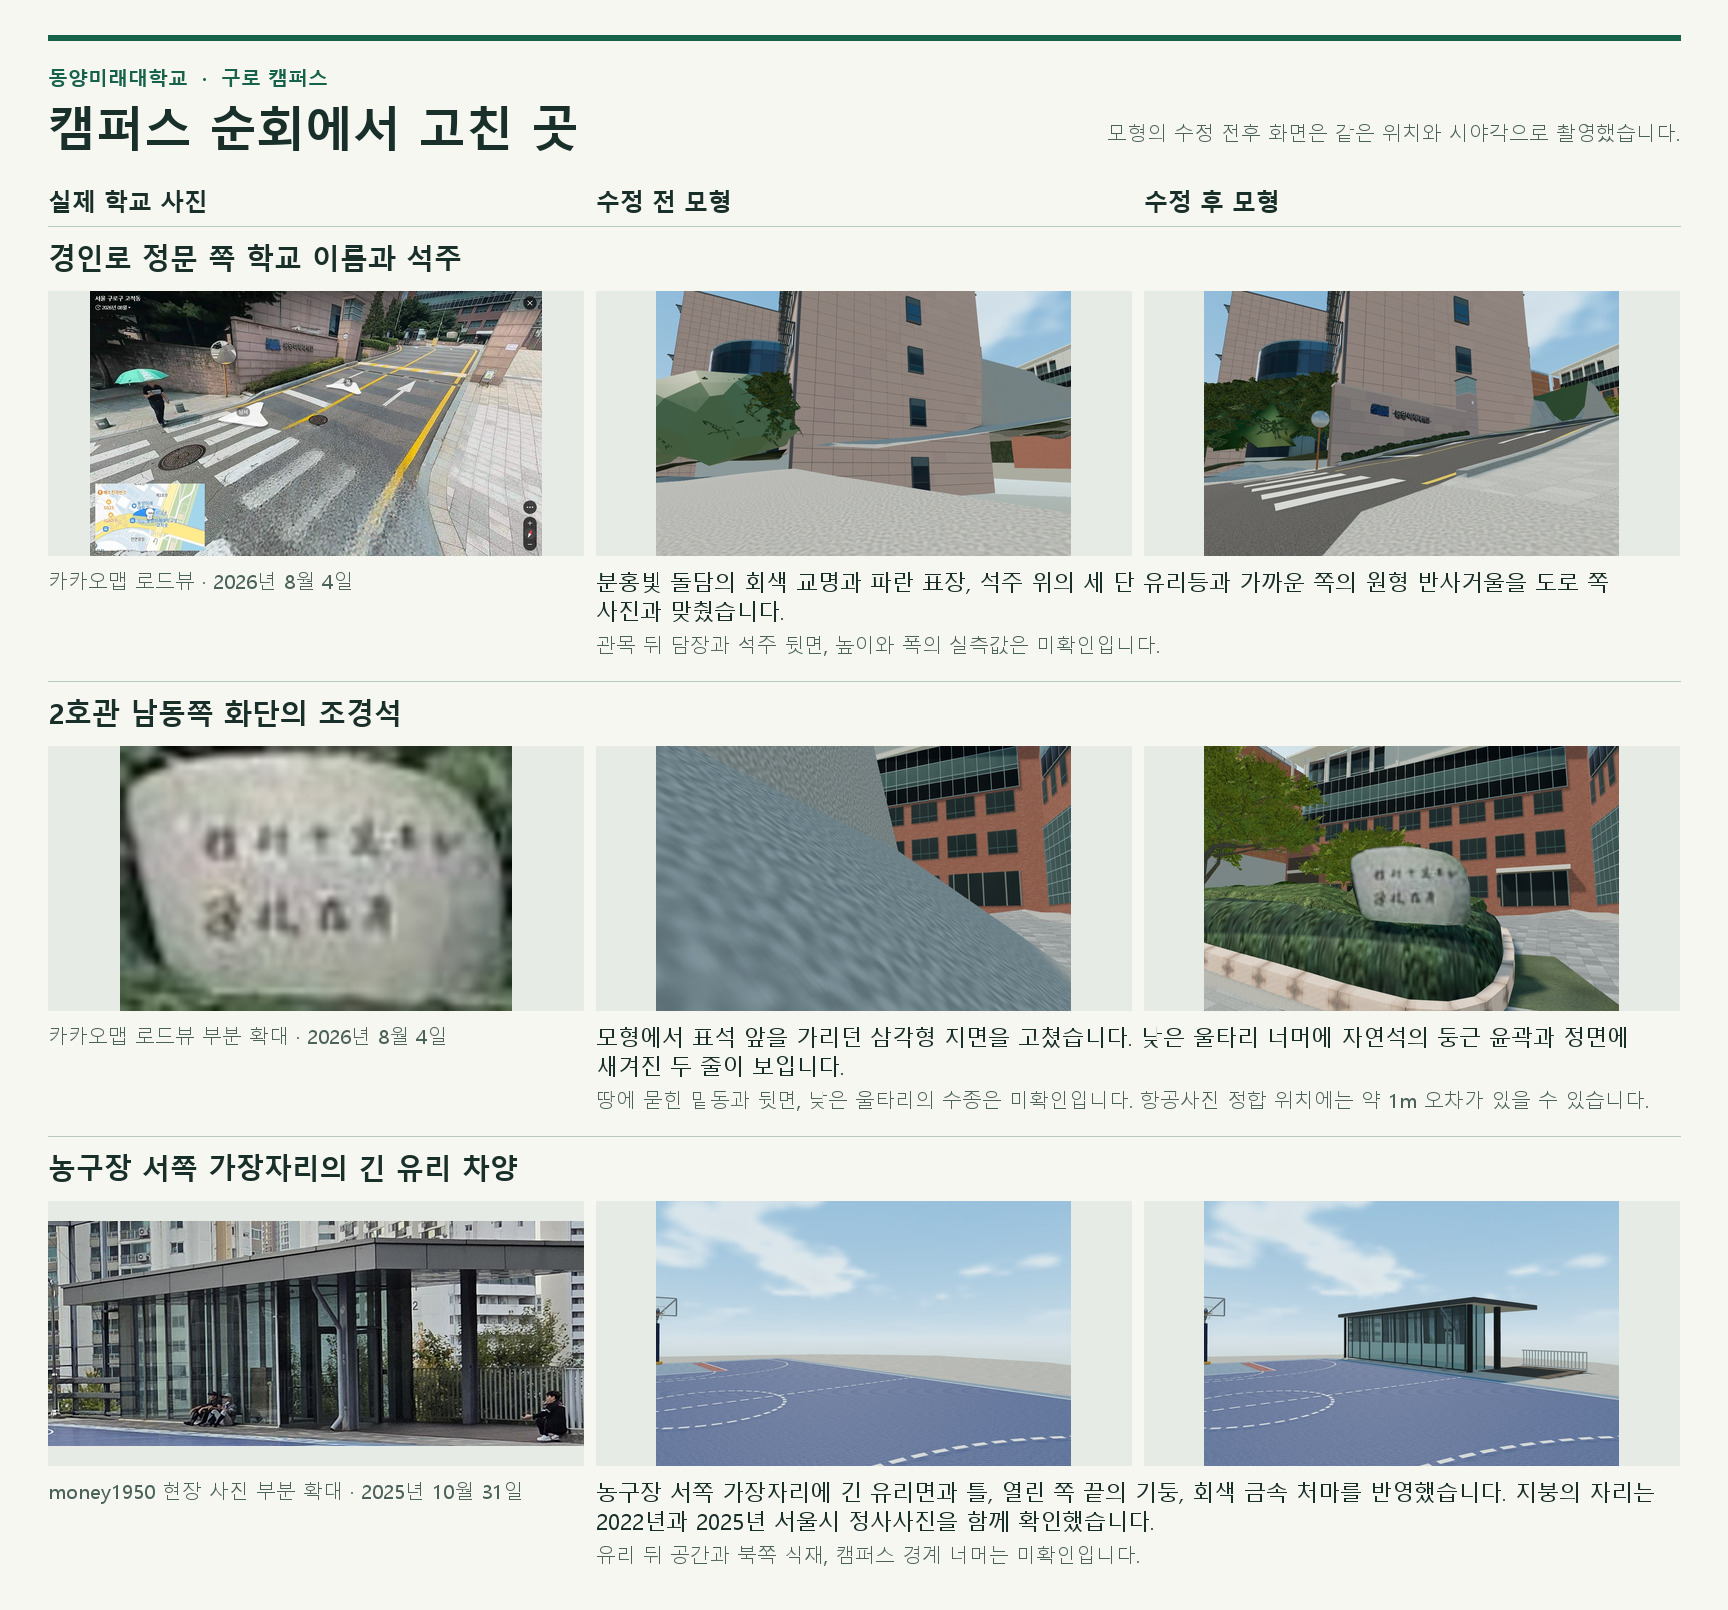 동양미래대학교 · 구로 캠퍼스
캠퍼스 순회에서 고친 곳
모형의 수정 전후 화면은 같은 위치와 시야각으로 촬영했습니다.
실제 학교 사진
수정 전 모형
수정 후 모형
경인로 정문 쪽 학교 이름과 석주
서울 구로구 고척동
동양미래대학교
카카오맵 로드뷰 · 2026년 8월 4일
분홍빛 돌담의 회색 교명과 파란 표장, 석주 위의 세 단 유리등과 가까운 쪽의 원형 반사거울을 도로 쪽
사진과 맞췄습니다.
관목 뒤 담장과 석주 뒷면, 높이와 폭의 실측값은 미확인입니다.
2호관 남동쪽 화단의 조경석
카카오맵 로드뷰 부분 확대 · 2026년 8월 4일
모형에서 표석 앞을 가리던 삼각형 지면을 고쳤습니다. 낮은 울타리 너머에 자연석의 둥근 윤곽과 정면에
새겨진 두 줄이 보입니다.
땅에 묻힌 밑동과 뒷면, 낮은 울타리의 수종은 미확인입니다. 항공사진 정합 위치에는 약 1m 오차가 있을 수 있습니다.
농구장 서쪽 가장자리의 긴 유리 차양
money1950 현장 사진 부분 확대 · 2025년 10월 31일
농구장 서쪽 가장자리에 긴 유리면과 틀, 열린 쪽 끝의 기둥, 회색 금속 처마를 반영했습니다. 지붕의 자리는
2022년과 2025년 서울시 정사사진을 함께 확인했습니다.
유리 뒤 공간과 북쪽 식재, 캠퍼스 경계 너머는 미확인입니다.